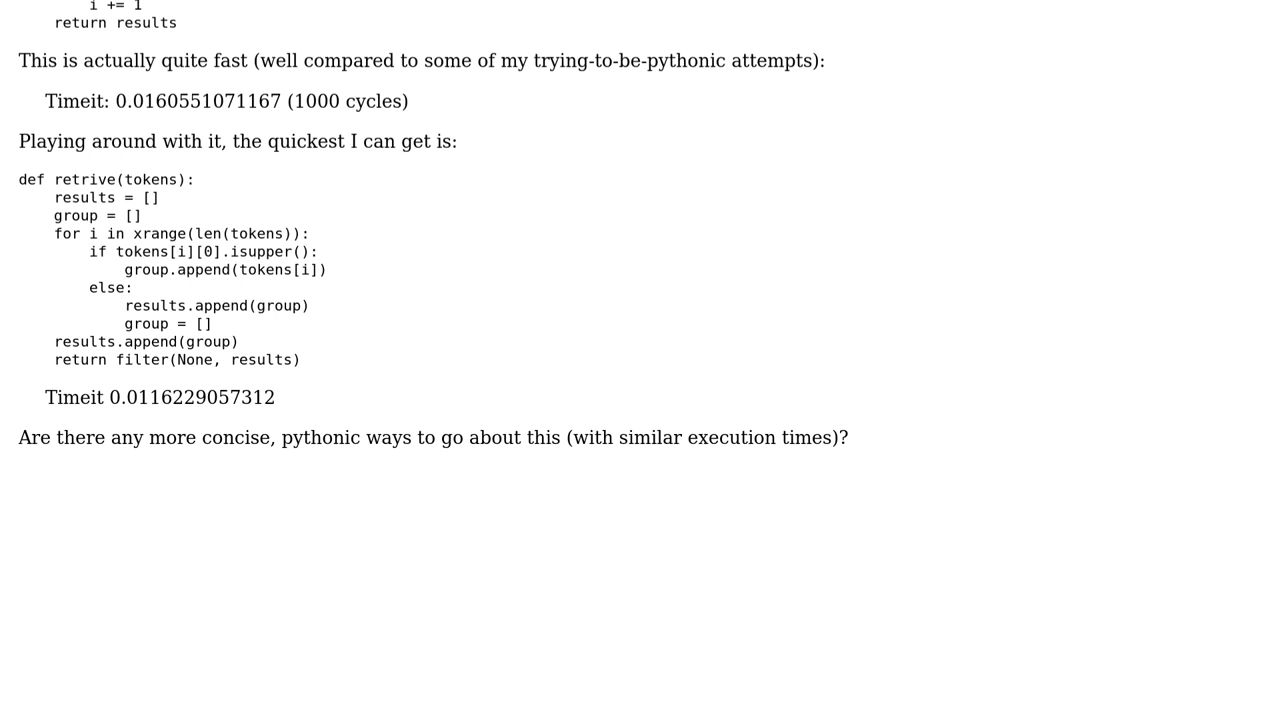 i += 1
    return results
This is actually quite fast (well compared to some of my trying-to-be-pythonic attempts):
Timeit: 0.0160551071167 (1000 cycles)
Playing around with it, the quickest I can get is:
def retrive(tokens):
    results = []
    group = []
    for i in xrange(len(tokens)):
        if tokens[i][0].isupper():
            group.append(tokens[i])
        else:
            results.append(group)
            group = []
    results.append(group)
    return filter(None, results)
Timeit 0.0116229057312
Are there any more concise, pythonic ways to go about this (with similar execution times)?